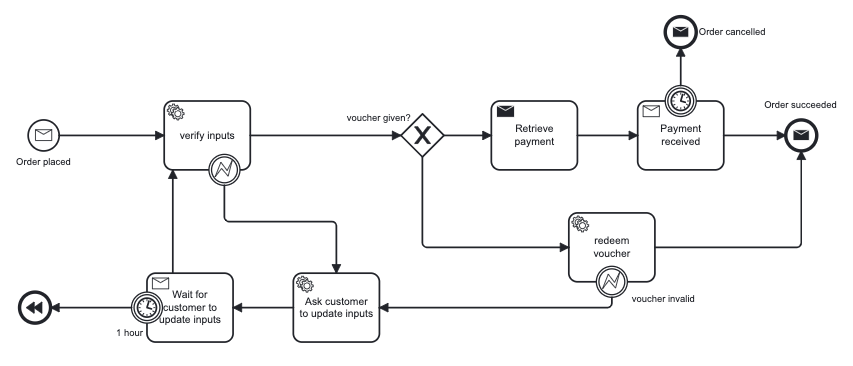 Order cancelled
Order succeeded
voucher given?
verify inputs
Retrieve
payment
Payment
received
Order placed
redeem
voucher
voucher invalid
Wait for
customer to
update inputs
Ask customer
to update inputs
1 hour